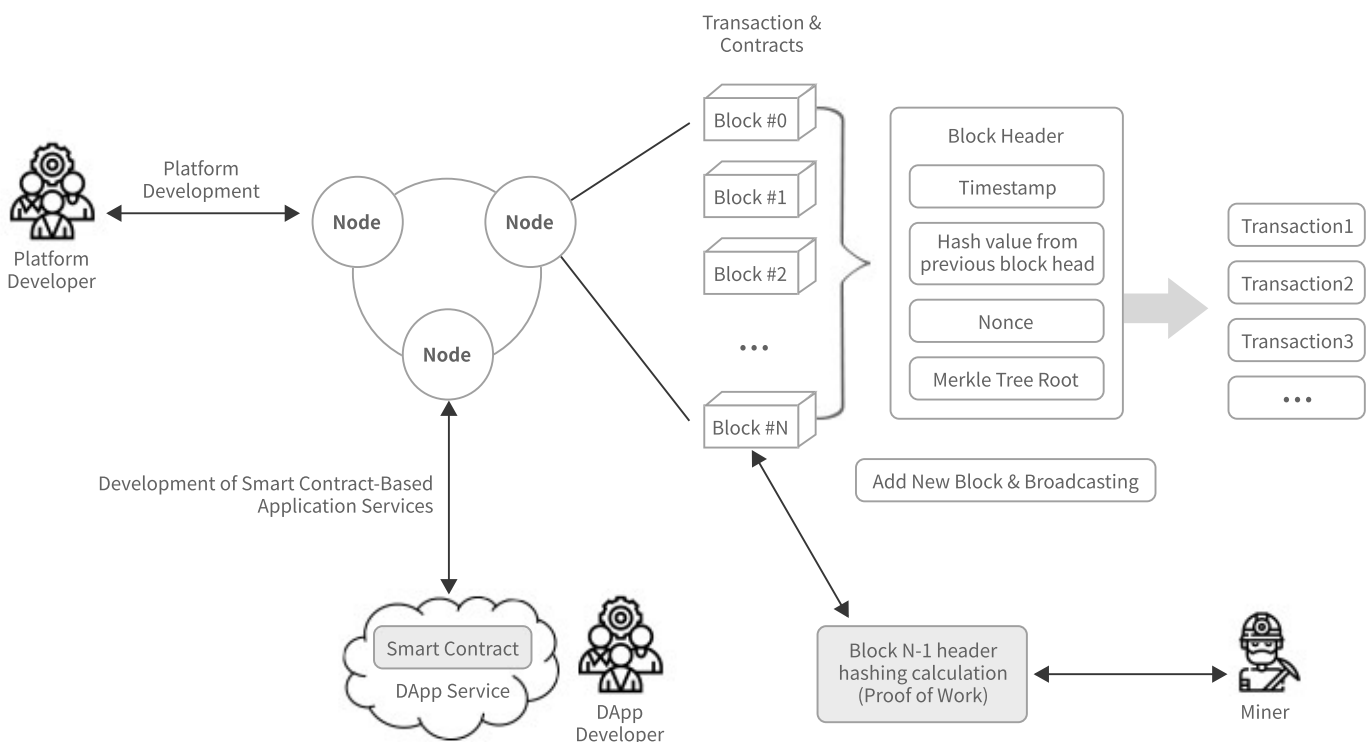 Transaction &
Contracts
Block #0
Block #1
Block #2
...
Block #N
Block Header
Timestamp
Hash value from
previous block head
Nonce
Merkle Tree Root
Transaction1
Transaction2
Transaction3
...
Platform
Development
Platform
Developer
Node
Node
Node
Development of Smart Contract-Based
Application Services
Smart Contract
DApp Service
DApp
Developer
Add New Block & Broadcasting
Block N-1 header
hashing calculation
(Proof of Work)
Miner